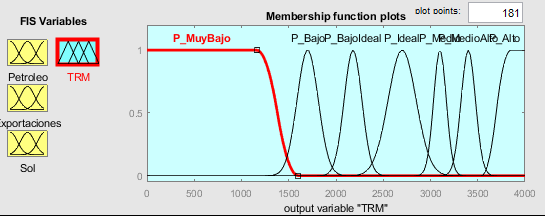 FIS Variables
Petroleo
TRM
Exportaciones
Sol
Membership function plots
plot points:
181
P_MuyBajo
P_Bajo
P_BajoIdeal
P_Ideal
P_Alto
1
0.5
0
0 500 1000 1500 2000 2500 3000 3500 4000
output variable "TRM"